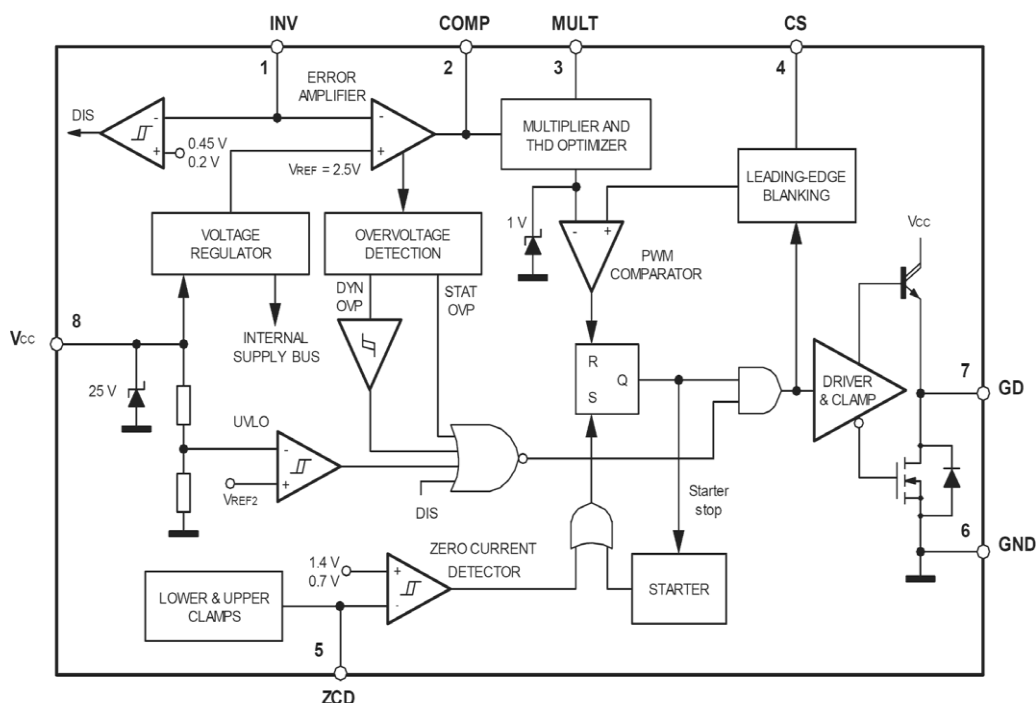 INV
COMP
MULT
CS
1
2
3
4
ERROR
AMPLIFIER
DIS
-
+
0.45 V
0.2 V
-
+
VREF = 2.5V
MULTIPLIER AND
THD OPTIMIZER
LEADING-EDGE
BLANKING
VOLTAGE
REGULATOR
OVERVOLTAGE
DETECTION
1 V
-
+
PWM
COMPARATOR
Vcc
DYN
OVP
STAT
OVP
INTERNAL
SUPPLY BUS
8
Vcc
25 V
R
S
Q
DRIVER
& CLAMP
7
GD
UVLO
-
+
VREF2
DIS
Starter
stop
6
GND
1.4 V
0.7 V
+
-
ZERO CURRENT
DETECTOR
LOWER & UPPER
CLAMPS
STARTER
5
ZCD